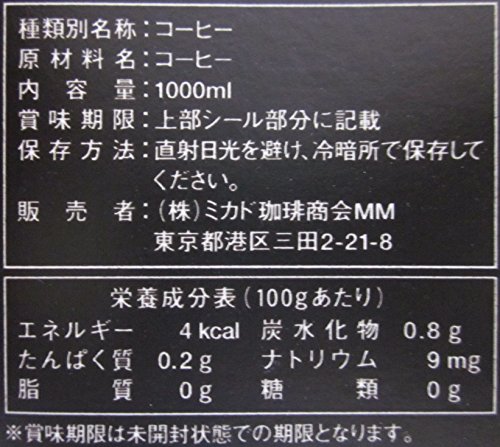 種類別名称：コーヒー
原材料名：コーヒー
内容量：1000ml
賞味期限：上部シール部分に記載
保存方法：直射日光を避け、冷暗所で保存して
ください。
販売者：（株）ミカド珈琲商会MM
東京都港区三田2-21-8
栄養成分表（100gあたり）
エネルギー 4kcal 炭水化物 0.8g
たんぱく質 0.2g ナトリウム 9mg
脂質 0g 糖類 0g
※賞味期限は未開封状態での期限となります。